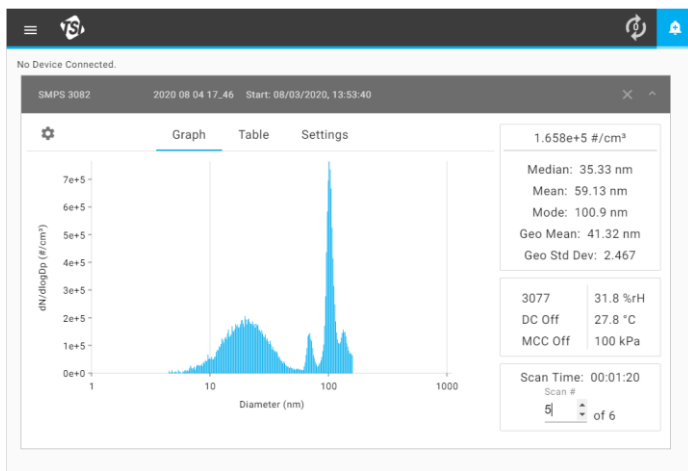 TSI
0
No Device Connected.
SMPS 3082 2020 08 04 17_46 Start: 08/03/2020, 13:53:40
Graph Table Settings
7e+5
6e+5
5e+5
4e+5
3e+5
2e+5
1e+5
0e+0
dN/dlogDp (#/cm³)
1 10 100 1000
Diameter (nm)
1.658e+5 #/cm³
Median: 35.33 nm
Mean: 59.13 nm
Mode: 100.9 nm
Geo Mean: 41.32 nm
Geo Std Dev: 2.467
3077 31.8 %rH
DC Off 27.8 °C
MCC Off 100 kPa
Scan Time: 00:01:20
Scan #
5 of 6